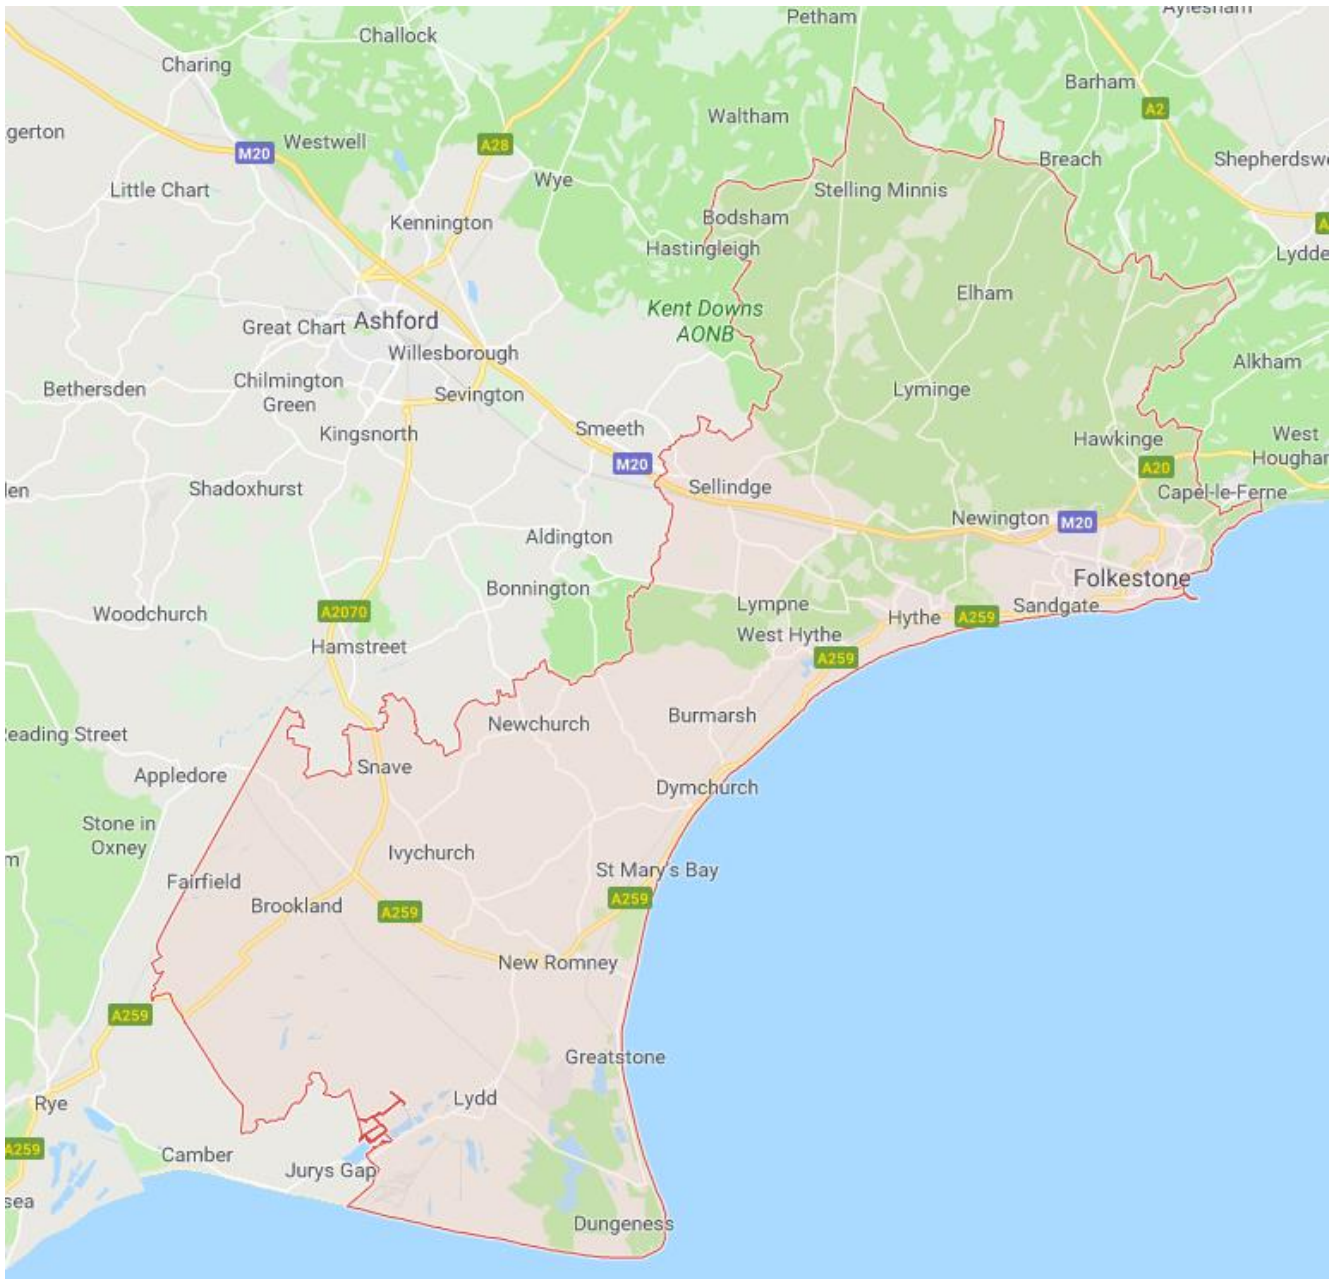 Petham
Aylesham
Challock
Charing
Barham
A2
Waltham
gerton
Westwell
A28
M20
Breach
Shepherdswe
Wye
Little Chart
Stelling Minnis
Kennington
Bodsham
A
Hastingleigh
Lydde
Elham
Kent Downs
AONB
Great Chart
Ashford
Willesborough
Alkham
Chilmington
Green
Bethersden
Sevington
Lyminge
Kingsnorth
Smeeth
Hawkinge
West
Hougham
M20
A20
Sellindge
Capel-le-Ferne
len
Shadoxhurst
Newington
M20
Aldington
Bonnington
Folkestone
Woodchurch
A2070
Lympne
Hythe
A259
Sandgate
West Hythe
Hamstreet
A259
Newchurch
Burmarsh
eading Street
Snave
Appledore
Dymchurch
Stone in
Oxney
m
Ivychurch
St Mary's Bay
Fairfield
A259
Brookland
A259
New Romney
A259
Greatstone
Rye
Lydd
A259
Camber
Jurys Gap
sea
Dungeness